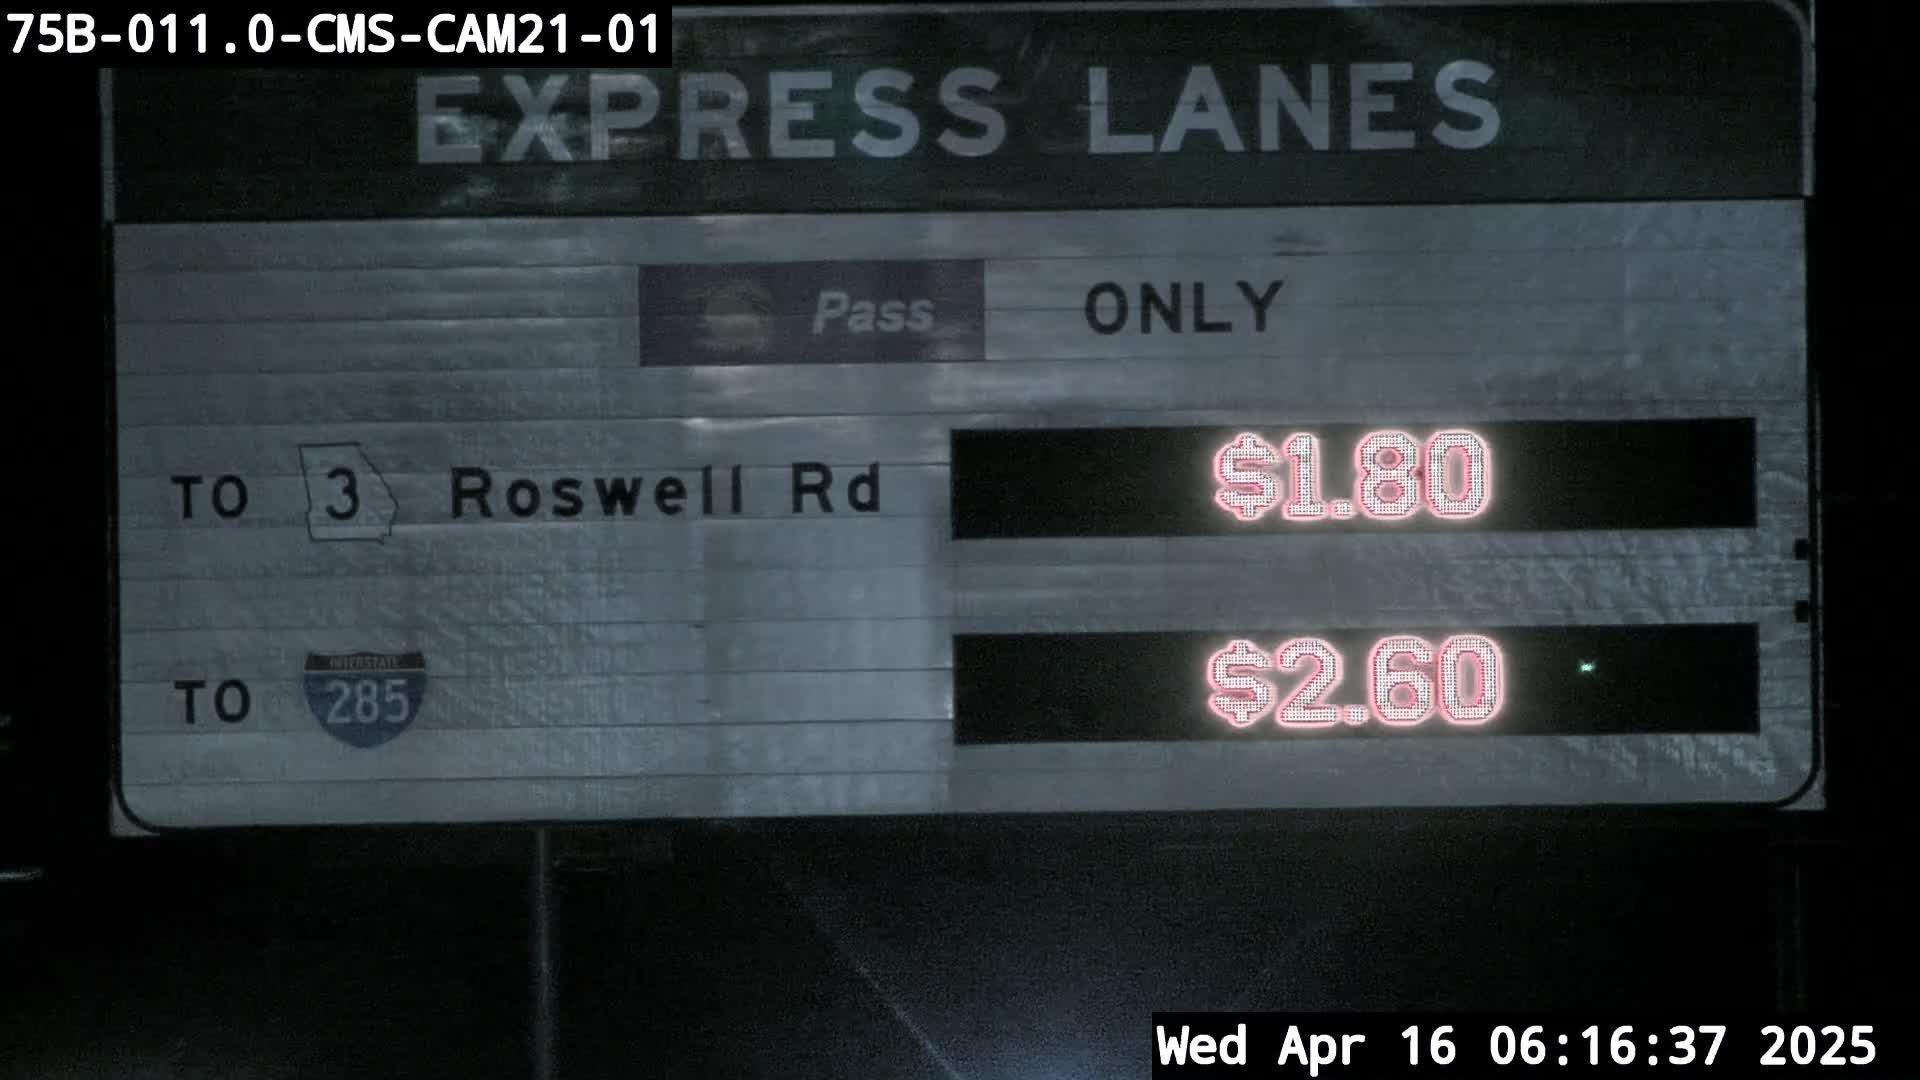 75B-011.0-CMS-CAM21-01
EXPRESS LANES
Pass ONLY
TO 3 Roswell Rd $1.80
TO INTERSTATE 285 $2.60
Wed Apr 16 06:16:37 2025